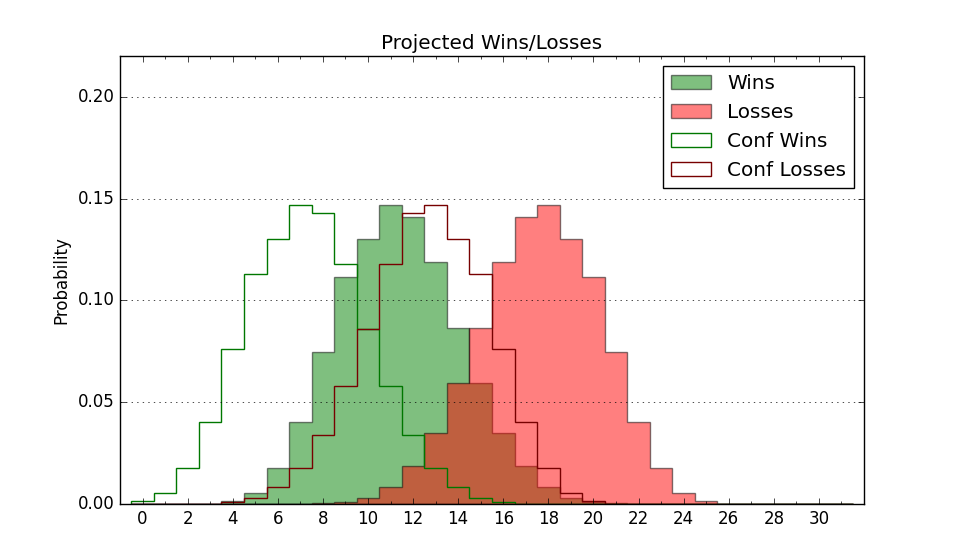 Projected Wins/Losses
Wins
Losses
Conf Wins
Conf Losses
Probability
0.20
0.15
0.10
0.05
0.00
0 2 4 6 8 10 12 14 16 18 20 22 24 26 28 30